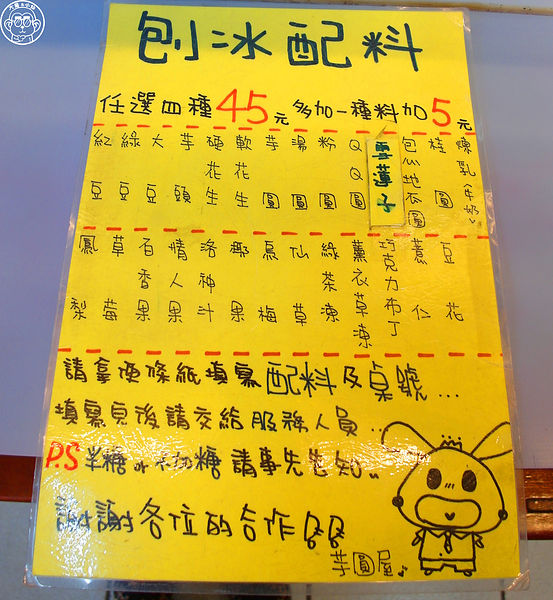 刨冰配料
任選四種45元 多加一種料加5元
紅豆
綠豆
大豆
芋頭
硬花生
軟花生
芋圓
湯圓
粉圓
QQ圓
雪蓮子
包心地瓜圓
桂圓
煉乳(牛奶)
鳳梨
草莓
百香果
情人果
洛神汁
椰果
烏梅
仙草
綠茶凍
薰衣草凍
巧克力布丁
薏仁
豆花
請拿便條紙填寫配料及桌號...
填寫完後請交給服務人員...
P.S 半糖 or 不加糖 請事先告知..
謝謝各位的合作
芋圓屋